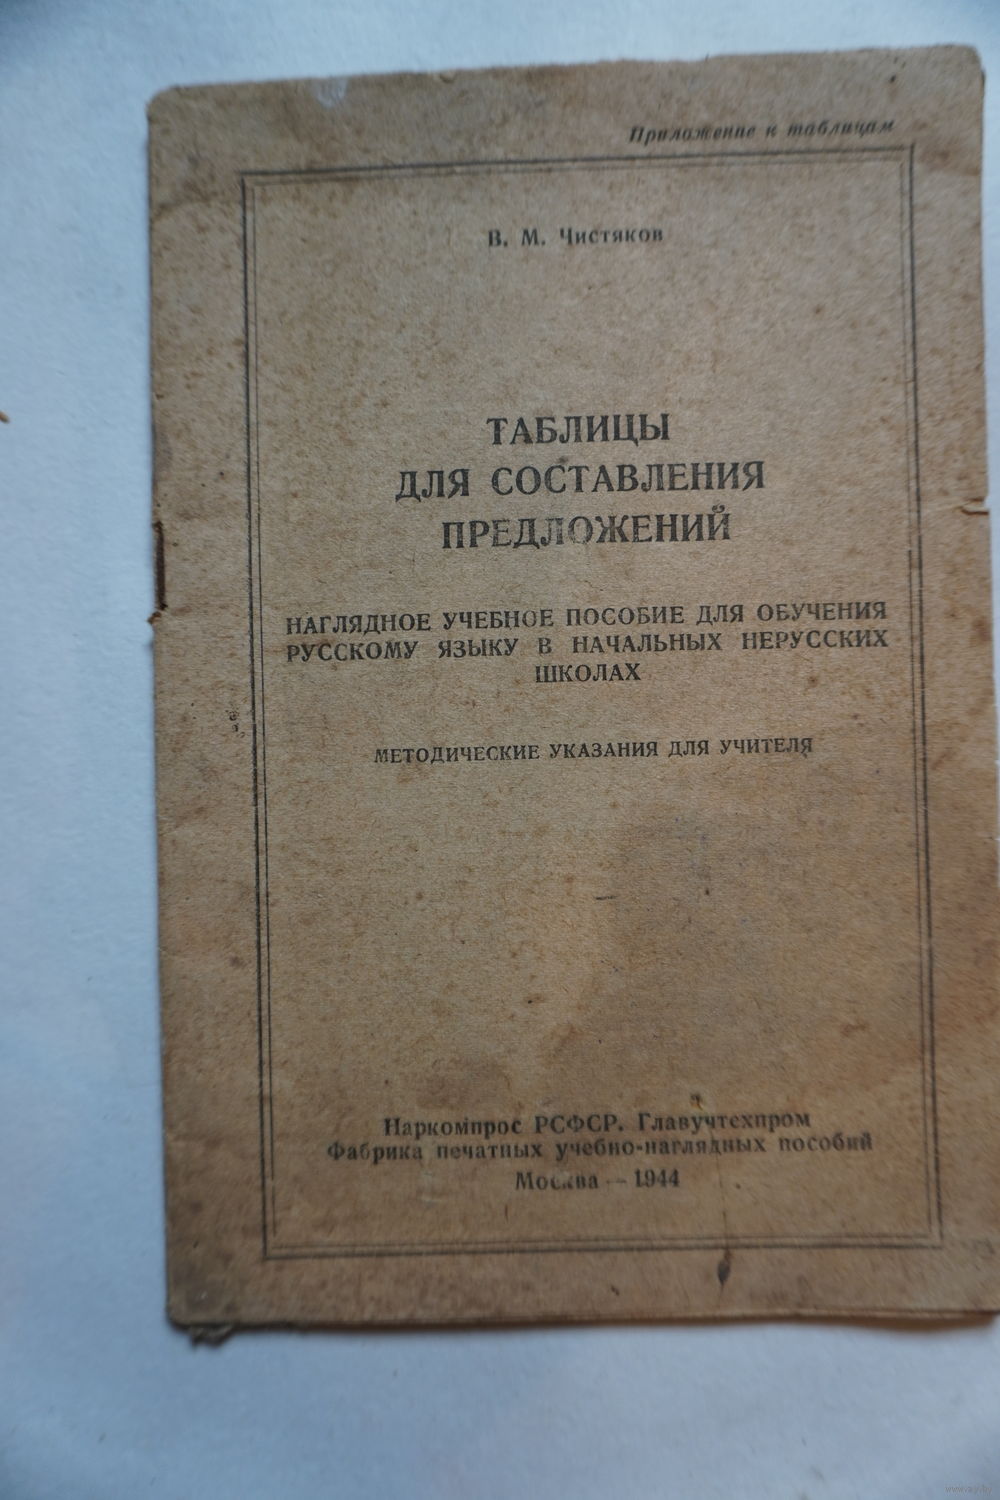 Приложение к таблицам
В. М. Чистяков
ТАБЛИЦЫ
ДЛЯ СОСТАВЛЕНИЯ
ПРЕДЛОЖЕНИЙ
НАГЛЯДНОЕ УЧЕБНОЕ ПОСОБИЕ ДЛЯ ОБУЧЕНИЯ
РУССКОМУ ЯЗЫКУ В НАЧАЛЬНЫХ НЕРУССКИХ
ШКОЛАХ
МЕТОДИЧЕСКИЕ УКАЗАНИЯ ДЛЯ УЧИТЕЛЯ
Наркомпрос РСФСР. Главучтехпром
Фабрика печатных учебно-наглядных пособий
Москва — 1944